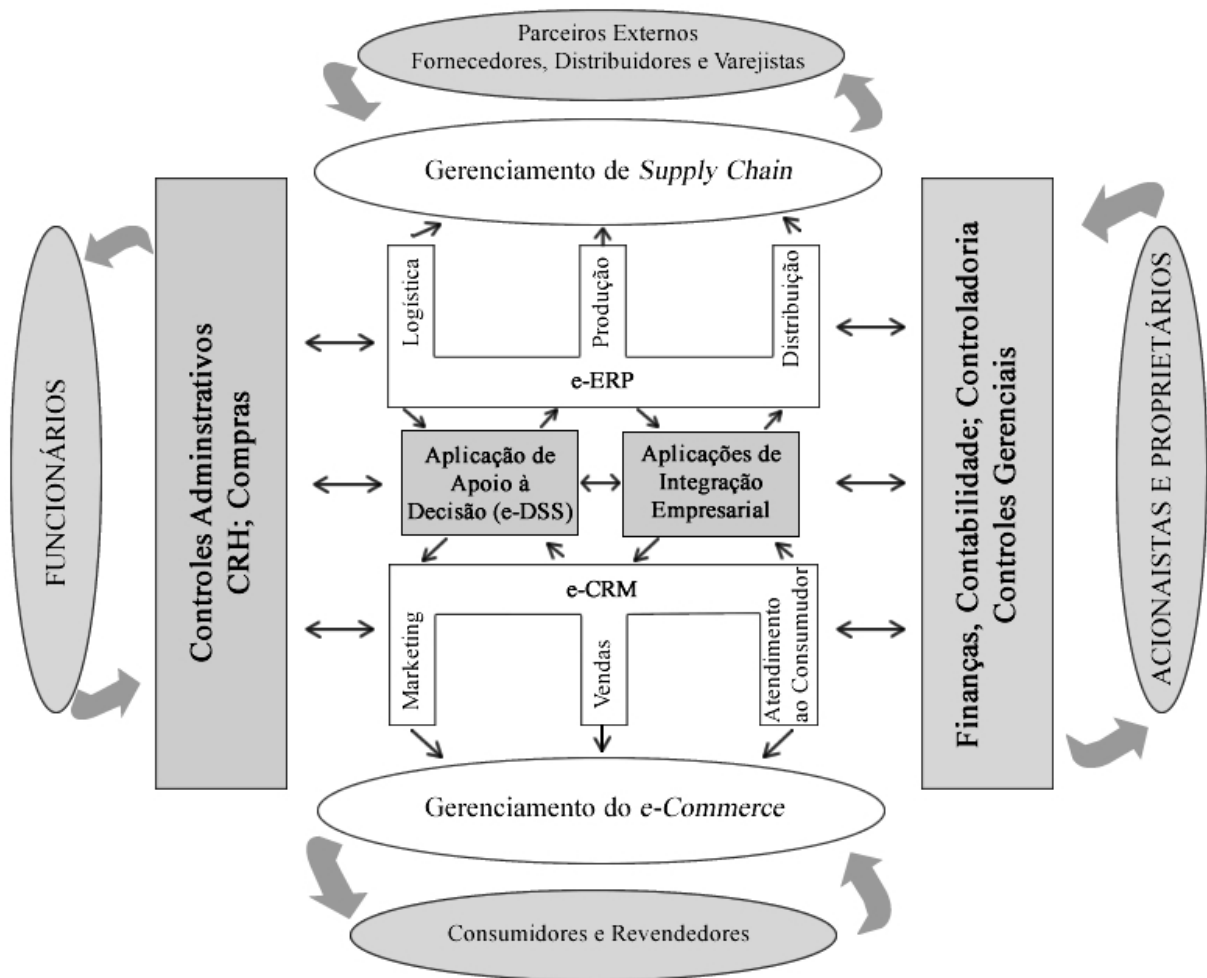 Parceiros Externos
Fornecedores, Distribuidores e Varejistas
Gerenciamento de Supply Chain
FUNCIONÁRIOS
Controles Adminstrativos
CRH; Compras
Logística
Produção
Distribuição
e-ERP
Aplicação de
Apoio à
Decisão (e-DSS)
Aplicações de
Integração
Empresarial
e-CRM
Marketing
Vendas
Atendimento
ao Consumudor
Finanças, Contabilidade; Controladoria
Controles Gerenciais
ACIONAISTAS E PROPRIETÁRIOS
Gerenciamento do e-Commerce
Consumidores e Revendedores